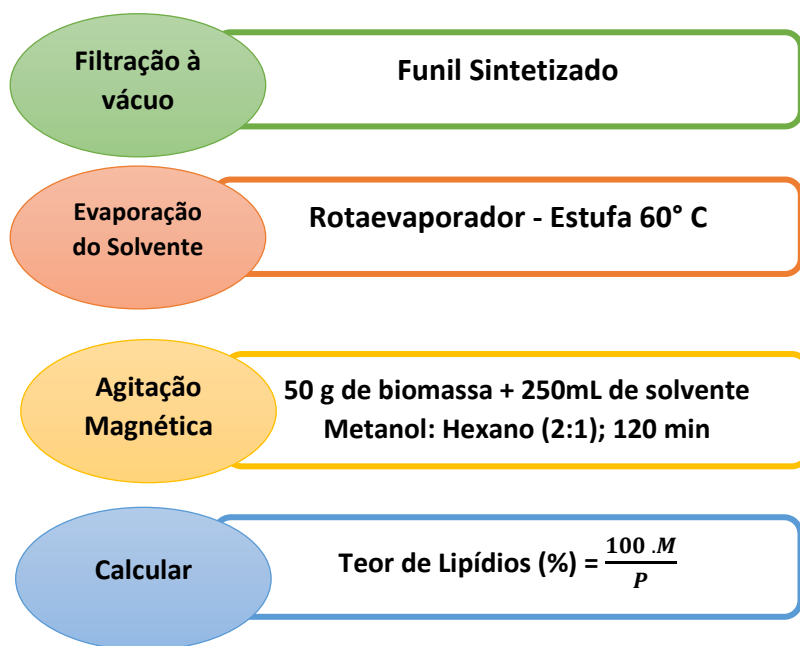 Filtração à
vácuo
Funil Sintetizado
Evaporação
do Solvente
Rotaevaporador - Estufa 60° C
Agitação
Magnética
50 g de biomassa + 250mL de solvente
Metanol: Hexano (2:1); 120 min
Calcular
Teor de Lipídios (%) = 100 .M / P